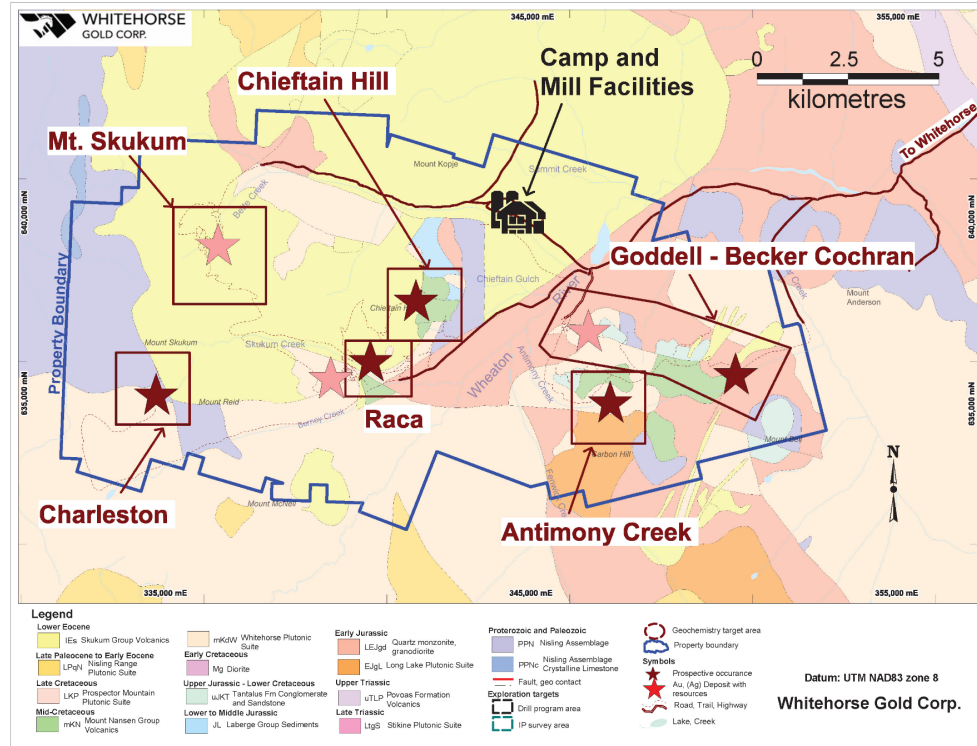 WHITEHORSE
GOLD CORP.
345,000 mE
355,000 mE
Chieftain Hill
Camp and
Mill Facilities
0 2.5 5
kilometres
To Whitehorse
Mt. Skukum
Mount Kopje
Summit Creek
640,000 mN
640,000 mN
Butte Creek
Goddell - Becker Cochran
Chieftain Gulch
Mount
Anderson
River
Property Boundary
Skukum Creek
Mount Skukum
Wheaton
Antimony Creek
635,000 mN
635,000 mN
Mount Reid
Raca
Berney Creek
Mount Bell
Carbon Hill
Charleston
Mount McNeil
Antimony Creek
N
335,000 mE
345,000 mE
355,000 mE
Legend
Lower Eocene
IEs Skukum Group Volcanics
Late Paleocene to Early Eocene
LPqN Nisling Range
Plutonic Suite
Late Cretaceous
LKP Prospector Mountain
Plutonic Suite
Mid-Cretaceous
mKN Mount Nansen Group
Volcanics
mKdW Whitehorse Plutonic
Suite
Early Cretaceous
Mg Diorite
Upper Jurassic - Lower Cretaceous
uJKT Tantalus Frn Conglomerate and
and Sandstone
Lower to Middle Jurassic
JL Laberge Group Sediments
Early Jurassic
LEJgd Quartz monzonite,
granodiorite
EJgL Long Lake Plutonic Suite
Upper Triassic
uTLP Povoas Formation
Volcanics
Late Triassic
LtgS Stikine Plutonic Suite
Proterozoic and Paleozoic
PPN Nisling Assemblage
PPNc Nisling Assemblage
Crystalline Limestone
Fault, geo contact
Exploration targets
Drill program area
IP survey area
Geochemistry target area
Property boundary
Symbols
Prospective occurance
Au, (Ag) Deposit with
resources
Road, Trail, Highway
Lake, Creek
Datum: UTM NAD83 zone 8
Whitehorse Gold Corp.